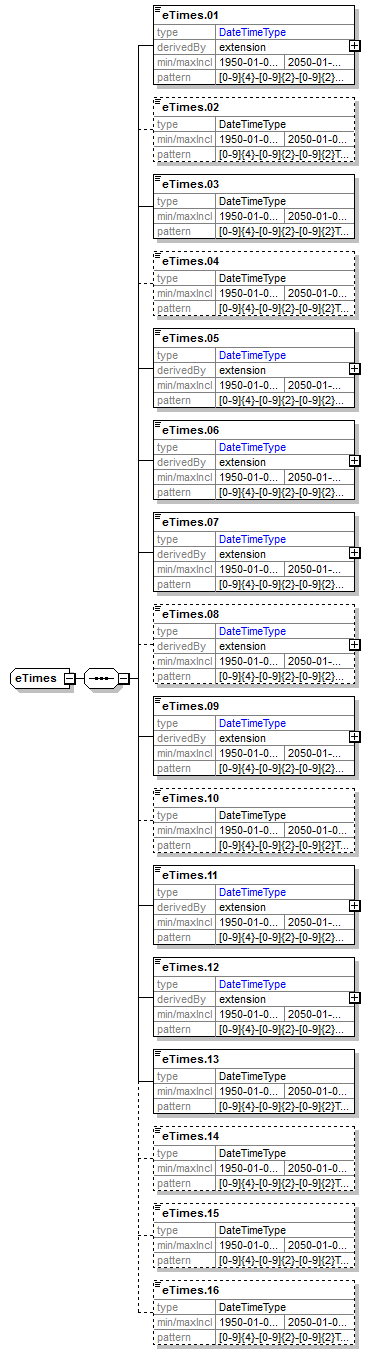 eTimes.01
type DateTimeType
derivedBy extension
min/maxIncl 1950-01-0... 2050-01-...
pattern [0-9]{4}-[0-9]{2}-[0-9]{2}...
eTimes.02
type DateTimeType
min/maxIncl 1950-01-0... 2050-01-0...
pattern [0-9]{4}-[0-9]{2}-[0-9]{2}T...
eTimes.03
type DateTimeType
min/maxIncl 1950-01-0... 2050-01-0...
pattern [0-9]{4}-[0-9]{2}-[0-9]{2}T...
eTimes.04
type DateTimeType
min/maxIncl 1950-01-0... 2050-01-0...
pattern [0-9]{4}-[0-9]{2}-[0-9]{2}T...
eTimes.05
type DateTimeType
derivedBy extension
min/maxIncl 1950-01-0... 2050-01-...
pattern [0-9]{4}-[0-9]{2}-[0-9]{2}...
eTimes.06
type DateTimeType
derivedBy extension
min/maxIncl 1950-01-0... 2050-01-...
pattern [0-9]{4}-[0-9]{2}-[0-9]{2}...
eTimes.07
type DateTimeType
derivedBy extension
min/maxIncl 1950-01-0... 2050-01-...
pattern [0-9]{4}-[0-9]{2}-[0-9]{2}...
eTimes.08
type DateTimeType
derivedBy extension
min/maxIncl 1950-01-0... 2050-01-...
pattern [0-9]{4}-[0-9]{2}-[0-9]{2}...
eTimes
eTimes.09
type DateTimeType
derivedBy extension
min/maxIncl 1950-01-0... 2050-01-...
pattern [0-9]{4}-[0-9]{2}-[0-9]{2}...
eTimes.10
type DateTimeType
min/maxIncl 1950-01-0... 2050-01-0...
pattern [0-9]{4}-[0-9]{2}-[0-9]{2}T...
eTimes.11
type DateTimeType
derivedBy extension
min/maxIncl 1950-01-0... 2050-01-...
pattern [0-9]{4}-[0-9]{2}-[0-9]{2}...
eTimes.12
type DateTimeType
derivedBy extension
min/maxIncl 1950-01-0... 2050-01-...
pattern [0-9]{4}-[0-9]{2}-[0-9]{2}...
eTimes.13
type DateTimeType
min/maxIncl 1950-01-0... 2050-01-0...
pattern [0-9]{4}-[0-9]{2}-[0-9]{2}T...
eTimes.14
type DateTimeType
min/maxIncl 1950-01-0... 2050-01-0...
pattern [0-9]{4}-[0-9]{2}-[0-9]{2}T...
eTimes.15
type DateTimeType
min/maxIncl 1950-01-0... 2050-01-0...
pattern [0-9]{4}-[0-9]{2}-[0-9]{2}T...
eTimes.16
type DateTimeType
min/maxIncl 1950-01-0... 2050-01-0...
pattern [0-9]{4}-[0-9]{2}-[0-9]{2}T...